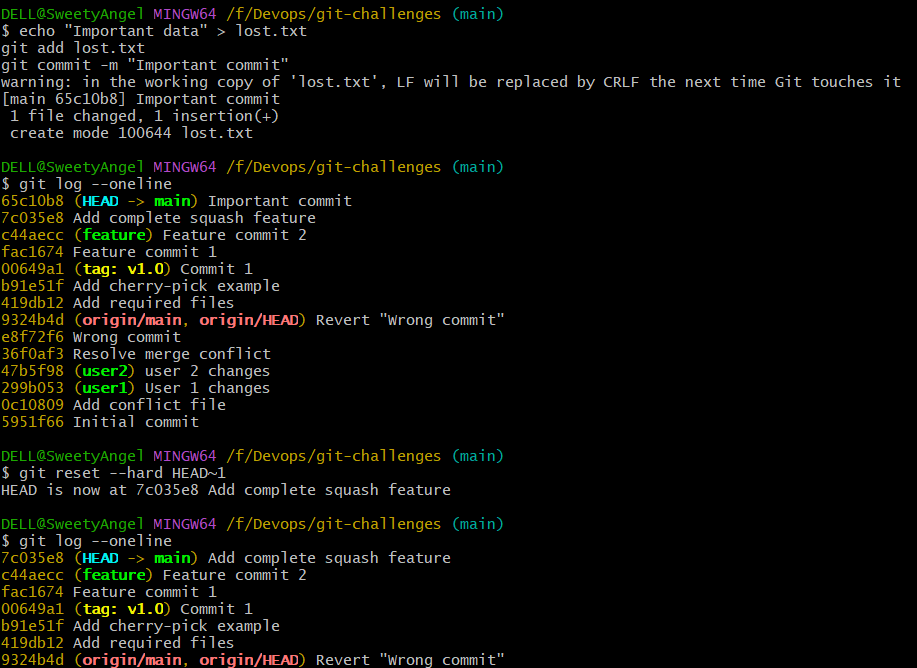 DELL@SweetyAngel MINGW64 /f/Devops/git-challenges (main)
$ echo "Important data" > lost.txt
git add lost.txt
git commit -m "Important commit"
warning: in the working copy of 'lost.txt', LF will be replaced by CRLF the next time Git touches it
[main 65c10b8] Important commit
 1 file changed, 1 insertion(+)
 create mode 100644 lost.txt

DELL@SweetyAngel MINGW64 /f/Devops/git-challenges (main)
$ git log --oneline
65c10b8 (HEAD -> main) Important commit
7c035e8 Add complete squash feature
c44aecc (feature) Feature commit 2
fac1674 Feature commit 1
00649a1 (tag: v1.0) Commit 1
b91e51f Add cherry-pick example
419db12 Add required files
9324b4d (origin/main, origin/HEAD) Revert "Wrong commit"
e8f72f6 Wrong commit
36f0af3 Resolve merge conflict
47b5f98 (user2) user 2 changes
299b053 (user1) User 1 changes
0c10809 Add conflict file
5951f66 Initial commit

DELL@SweetyAngel MINGW64 /f/Devops/git-challenges (main)
$ git reset --hard HEAD~1
HEAD is now at 7c035e8 Add complete squash feature

DELL@SweetyAngel MINGW64 /f/Devops/git-challenges (main)
$ git log --oneline
7c035e8 (HEAD -> main) Add complete squash feature
c44aecc (feature) Feature commit 2
fac1674 Feature commit 1
00649a1 (tag: v1.0) Commit 1
b91e51f Add cherry-pick example
419db12 Add required files
9324b4d (origin/main, origin/HEAD) Revert "Wrong commit"